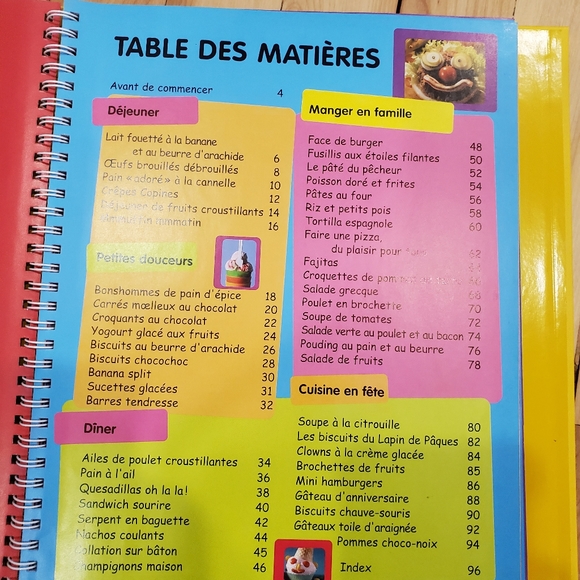 TABLE DES MATIÈRES
Avant de commencer 4
Déjeuner
Lait fouetté à la banane
et au beurre d'arachide 6
Œufs brouillés débrouillés 8
Pain «adoré» à la cannelle 10
Crêpes Copines 12
Déjeuner de fruits croustillants 14
16
Petites douceurs
Bonshommes de pain d'épice 18
Carrés mœlleux au chocolat 20
Croquants au chocolat 22
Yogourt glacé aux fruits 24
Biscuits au beurre d'arachide 26
Biscuits chocochoc 28
Banana split 30
Sucettes glacées 31
Barres tendresse 32
Dîner
Ailes de poulet croustillantes 34
Pain à l'ail 36
Quesadillas oh la la! 38
Sandwich sourire 40
Serpent en baguette 42
Nachos coulants 44
Collation sur bâton 45
Champignons maison 46
Manger en famille
Face de burger 48
Fusillis aux étoiles filantes 50
Le pâté du pêcheur 52
Poisson doré et frites 54
Pâtes au four 56
Riz et petits pois 58
Tortilla espagnole 60
Faire une pizza,
du plaisir pour 62
Fajitas
Croquettes de
Salade grecque 68
Poulet en brochette 70
Soupe de tomates 72
Salade verte au poulet et au bacon 74
Pouding au pain et au beurre 76
Salade de fruits 78
Cuisine en fête
Soupe à la citrouille 80
Les biscuits du Lapin de Pâques 82
Clowns à la crème glacée 84
Brochettes de fruits 85
Mini hamburgers 86
Gâteau d'anniversaire 88
Biscuits chauve-souris 90
Gâteaux toile d'araignée 92
Pommes choco-noix 94
Index 96